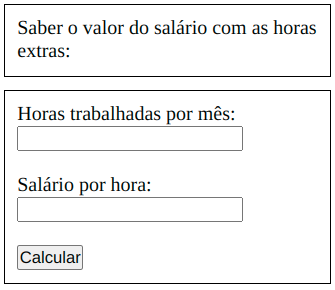 Saber o valor do salário com as horas
extras:
Horas trabalhadas por mês:
Salário por hora:
Calcular